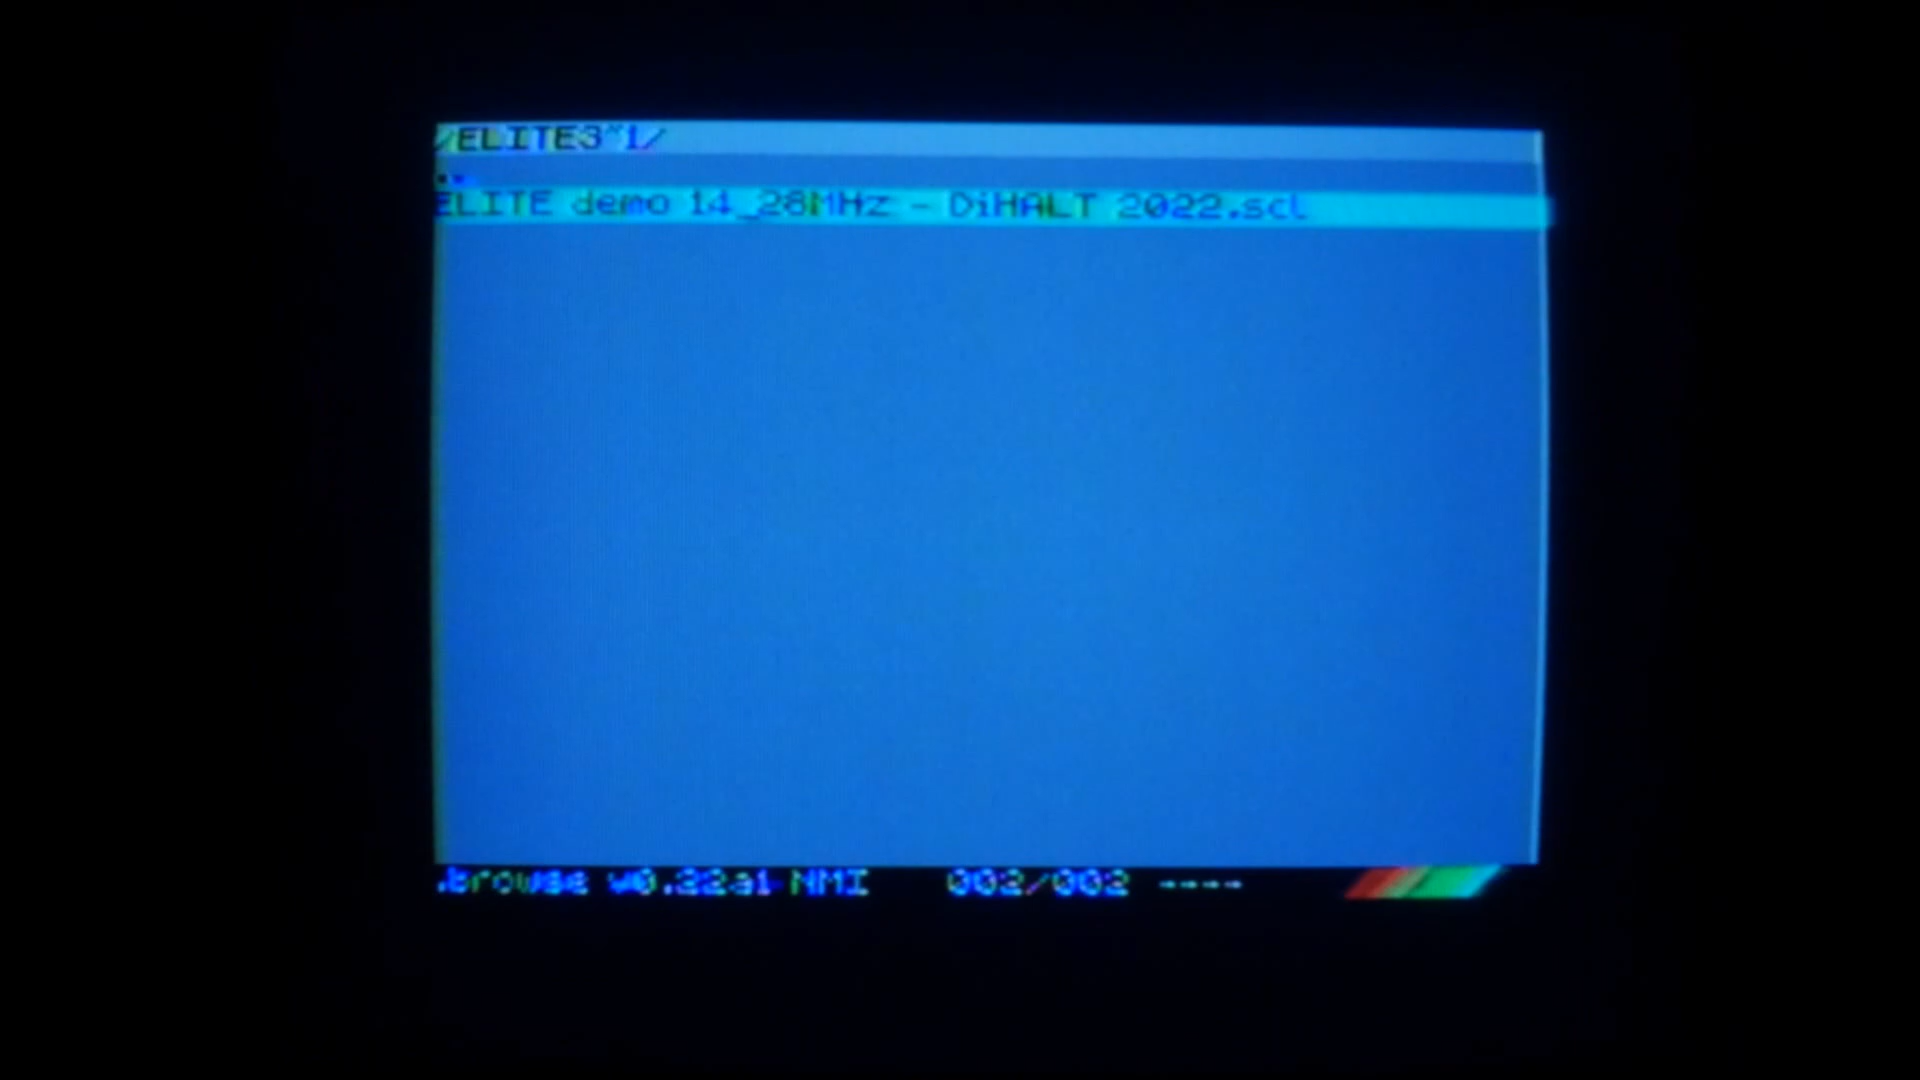 /ELITE3~1/
..
ELITE demo 14_28MHz - DiHALT 2022.scl
.browse v0.22a1 NMI 002/002 ----